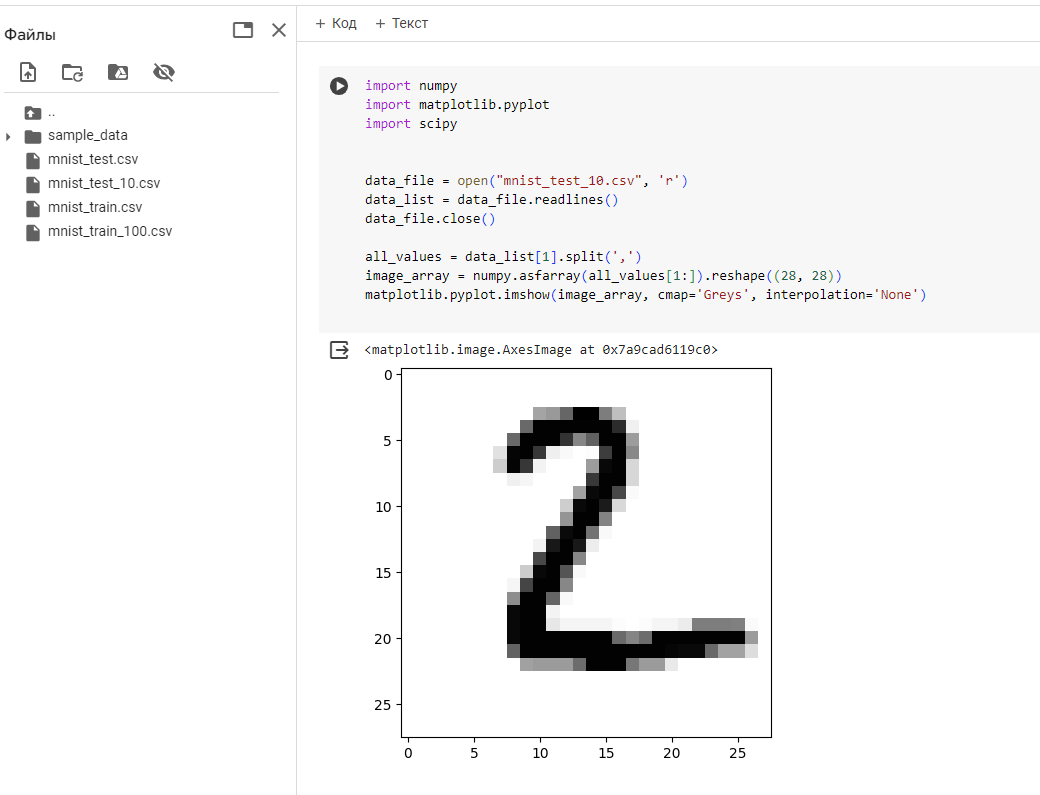 Файлы
..
sample_data
mnist_test.csv
mnist_test_10.csv
mnist_train.csv
mnist_train_100.csv
+ Код + Текст
import numpy
import matplotlib.pyplot
import scipy
data_file = open("mnist_test_10.csv", 'r')
data_list = data_file.readlines()
data_file.close()
all_values = data_list[1].split(',')
image_array = numpy.asfarray(all_values[1:]).reshape((28, 28))
matplotlib.pyplot.imshow(image_array, cmap='Greys', interpolation='None')
<matplotlib.image.AxesImage at 0x7a9cad6119c0>
0
5
10
15
20
25
0 5 10 15 20 25
2